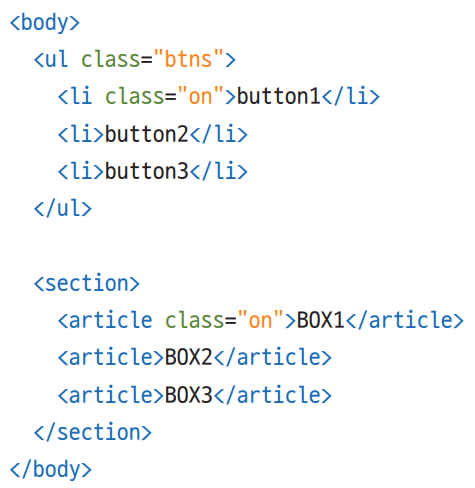 <body>
  <ul class="btns">
    <li class="on">button1</li>
    <li>button2</li>
    <li>button3</li>
  </ul>

  <section>
    <article class="on">BOX1</article>
    <article>BOX2</article>
    <article>BOX3</article>
  </section>
</body>